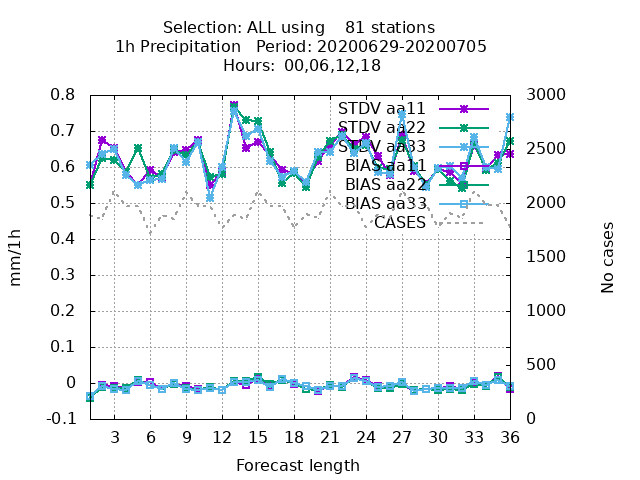 Selection: ALL using 81 stations
1h Precipitation Period: 20200629-20200705
Hours: 00,06,12,18
0.8
0.7
0.6
0.5
0.4
0.3
0.2
0.1
0
-0.1
mm/1h
STDV aa11
STDV aa22
STDV aa33
BIAS aa11
BIAS aa22
BIAS aa33
CASES
3000
2500
2000
1500
1000
500
0
No cases
3 6 9 12 15 18 21 24 27 30 33 36
Forecast length